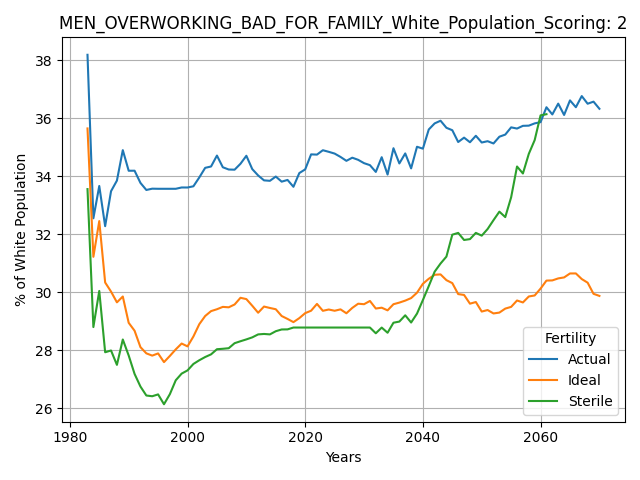 MEN_OVERWORKING_BAD_FOR_FAMILY_White_Population_Scoring: 2
% of White Population
38
36
34
32
30
28
26
1980
2000
2020
2040
2060
Years
Fertility
Actual
Ideal
Sterile